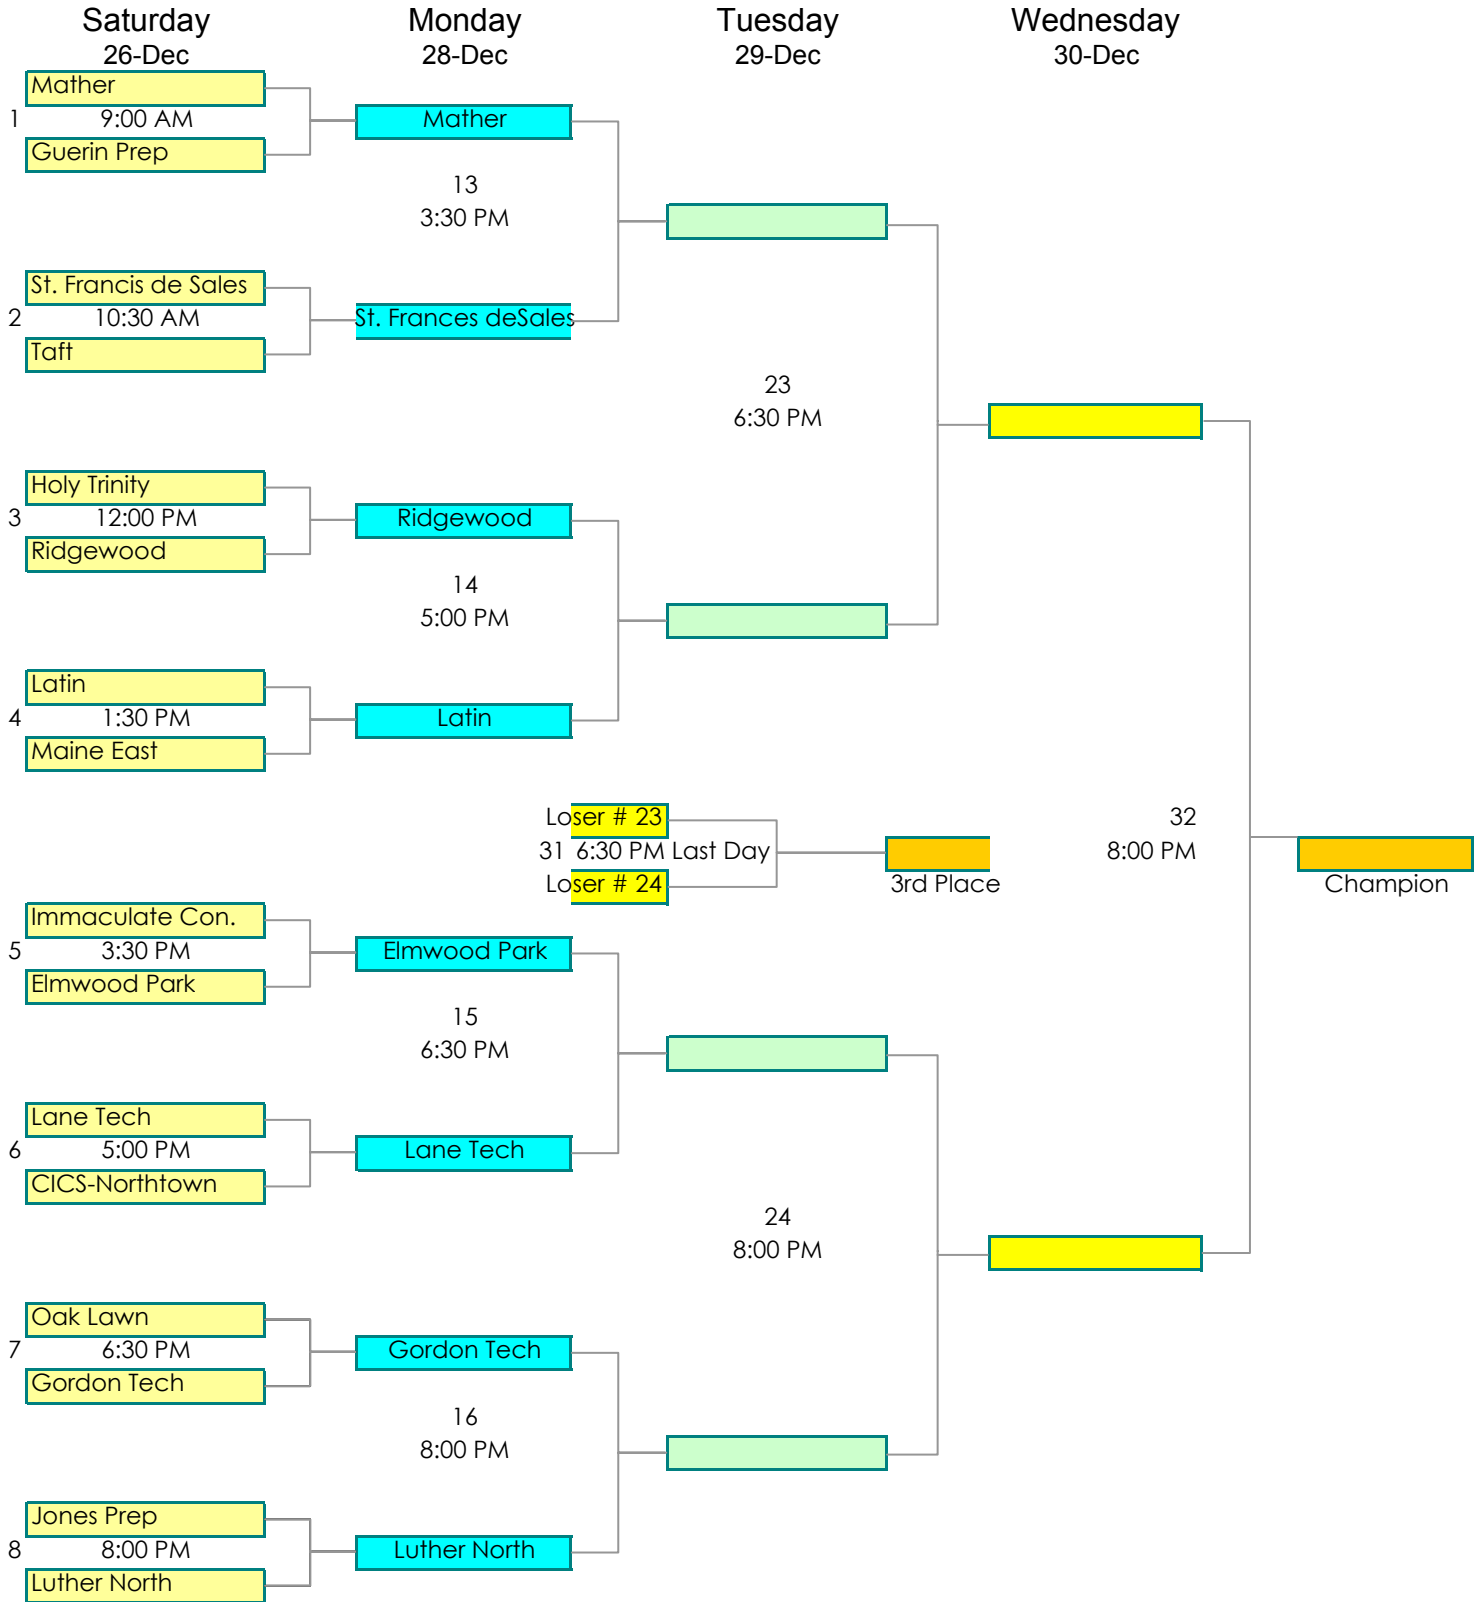 Saturday Monday Tuesday Wednesday
26-Dec 28-Dec 29-Dec 30-Dec
Mather
1 9:00 AM Mather
Guerin Prep
13
3:30 PM
St. Francis de Sales
2 10:30 AM St. Frances deSales
Taft
23
6:30 PM
Holy Trinity
3 12:00 PM Ridgewood
Ridgewood
14
5:00 PM
Latin
4 1:30 PM Latin
Maine East
Loser # 23 32
31 6:30 PM Last Day 8:00 PM
Loser # 24 3rd Place Champion
Immaculate Con.
5 3:30 PM Elmwood Park
Elmwood Park
15
6:30 PM
Lane Tech
6 5:00 PM Lane Tech
CICS-Northtown
24
8:00 PM
Oak Lawn
7 6:30 PM Gordon Tech
Gordon Tech
16
8:00 PM
Jones Prep
8 8:00 PM Luther North
Luther North